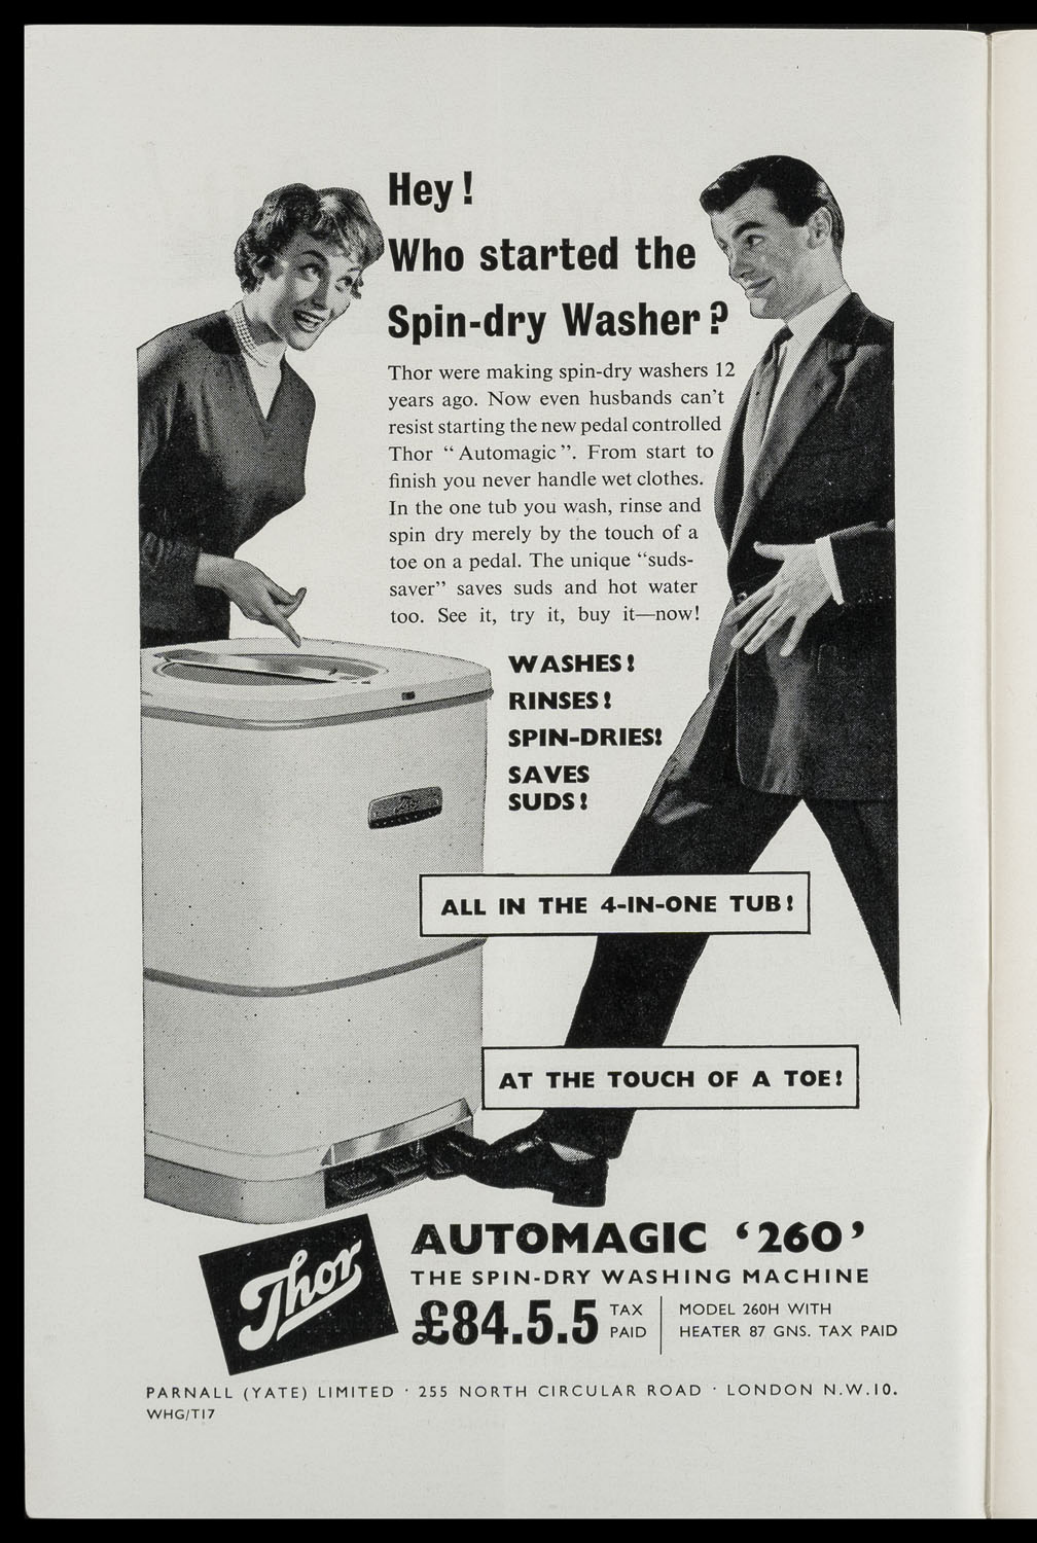 Hey!
Who started the
Spin-dry Washer?
Thor were making spin-dry washers 12
years ago. Now even husbands can't
resist starting the new pedal controlled
Thor “Automagic”. From start to
finish you never handle wet clothes.
In the one tub you wash, rinse and
spin dry merely by the touch of a
toe on a pedal. The unique “suds-
saver” saves suds and hot water
too. See it, try it, buy it—now!
WASHES!
RINSES!
SPIN-DRIES!
SAVES
SUDS!
ALL IN THE 4-IN-ONE TUB!
AT THE TOUCH OF A TOE!
Thor
AUTOMAGIC ‘260’
THE SPIN-DRY WASHING MACHINE
£84.5.5 TAX PAID
MODEL 260H WITH
HEATER 87 GNS. TAX PAID
PARNALL (YATE) LIMITED · 255 NORTH CIRCULAR ROAD · LONDON N.W.10.
WHG/T17